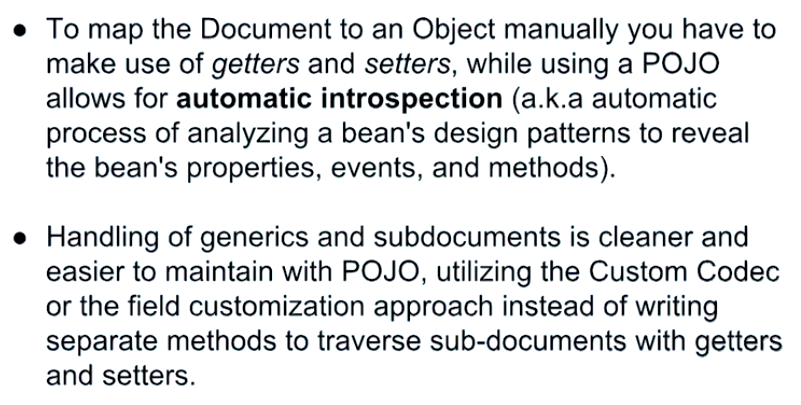 ● To map the Document to an Object manually you have to
make use of getters and setters, while using a POJO
allows for automatic introspection (a.k.a automatic
process of analyzing a bean's design patterns to reveal
the bean's properties, events, and methods).
● Handling of generics and subdocuments is cleaner and
easier to maintain with POJO, utilizing the Custom Codec
or the field customization approach instead of writing
separate methods to traverse sub-documents with getters
and setters.